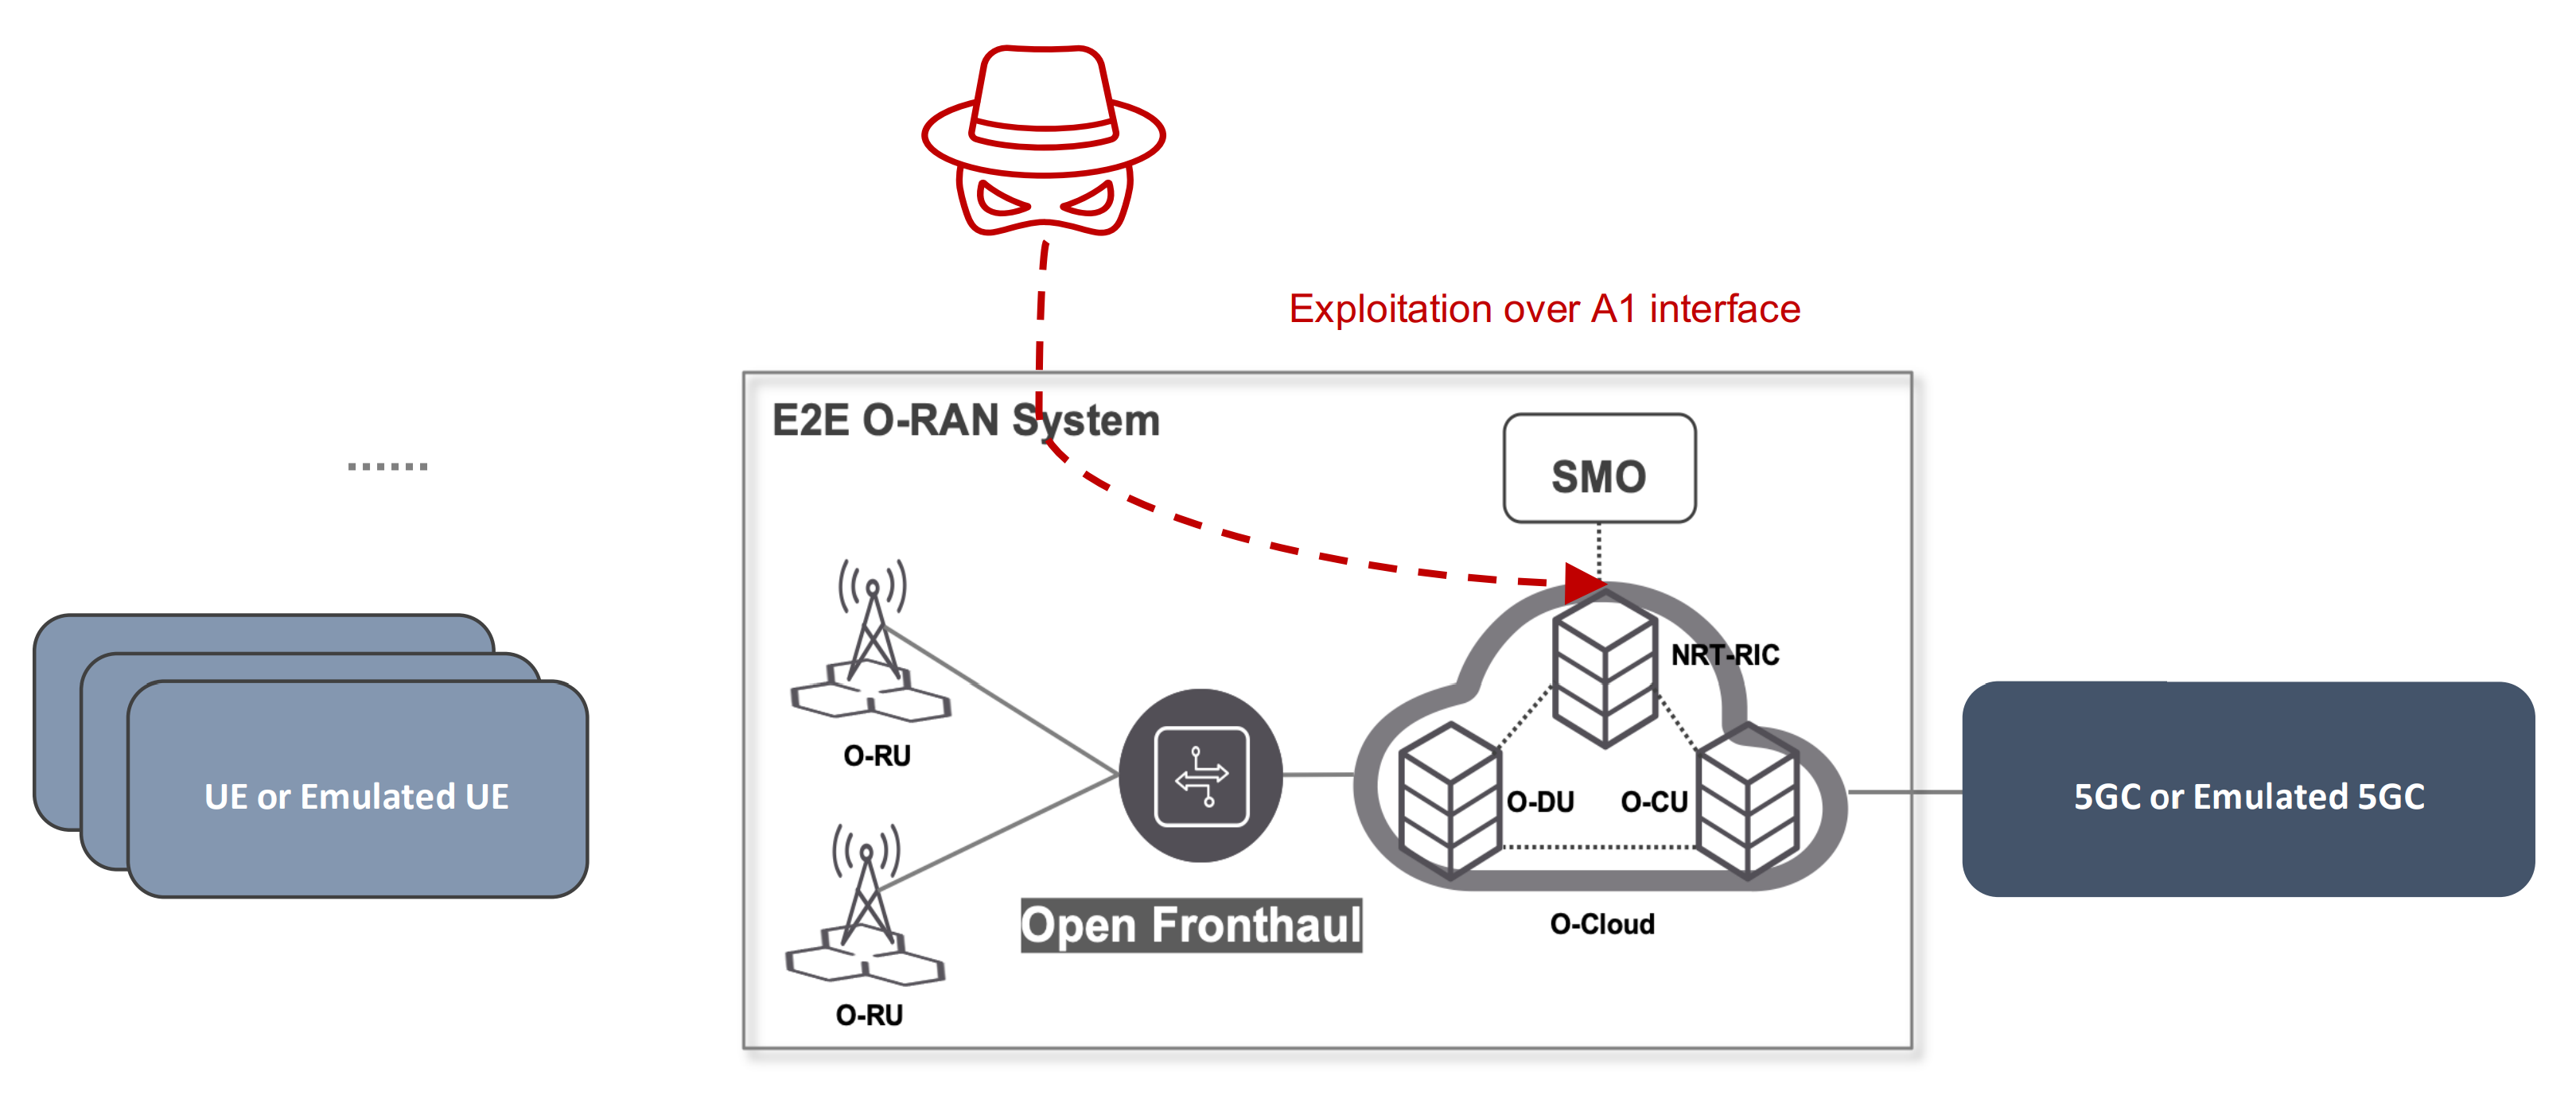 Exploitation over A1 interface
E2E O-RAN System
SMO
NRT-RIC
O-RU
UE or Emulated UE
O-DU
O-CU
5GC or Emulated 5GC
Open Fronthaul
O-Cloud
O-RU